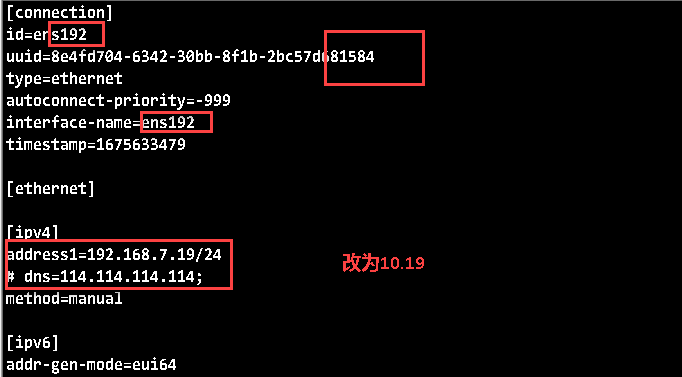 [connection]
id=ens192
uuid=8e4fd704-6342-30bb-8f1b-2bc57d681584
type=ethernet
autoconnect-priority=-999
interface-name=ens192
timestamp=1675633479
[ethernet]
[ipv4]
address1=192.168.7.19/24
改为10.19
# dns=114.114.114.114;
method=manual
[ipv6]
addr-gen-mode=eui64